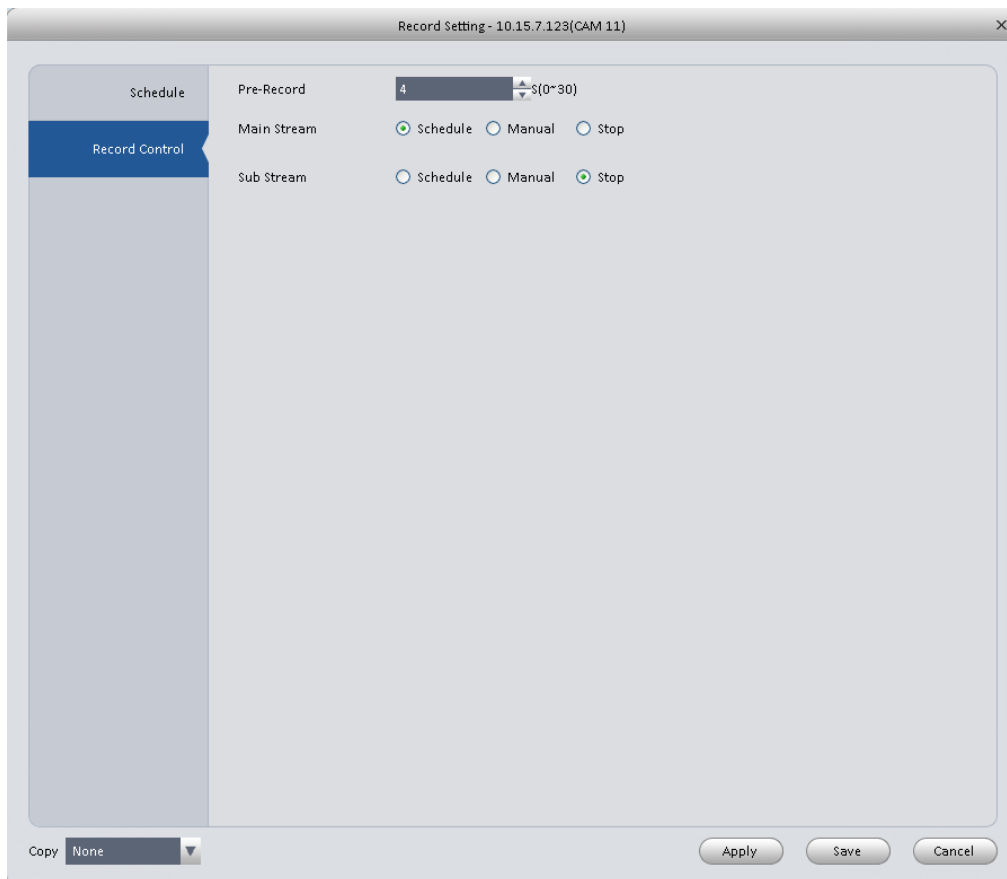 Record Setting - 10.15.7.123(CAM 11)
Schedule
Record Control
Pre-Record 4 S(0~30)
Main Stream Schedule Manual Stop
Sub Stream Schedule Manual Stop
Copy None Apply Save Cancel